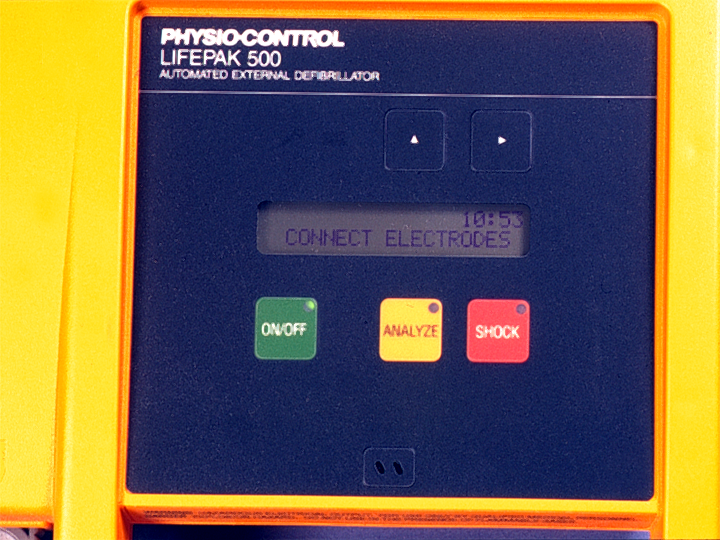 PHYSIO-CONTROL
LIFEPAK 500
AUTOMATED EXTERNAL DEFIBRILLATOR
10:53
CONNECT ELECTRODES
ON/OFF
ANALYZE
SHOCK